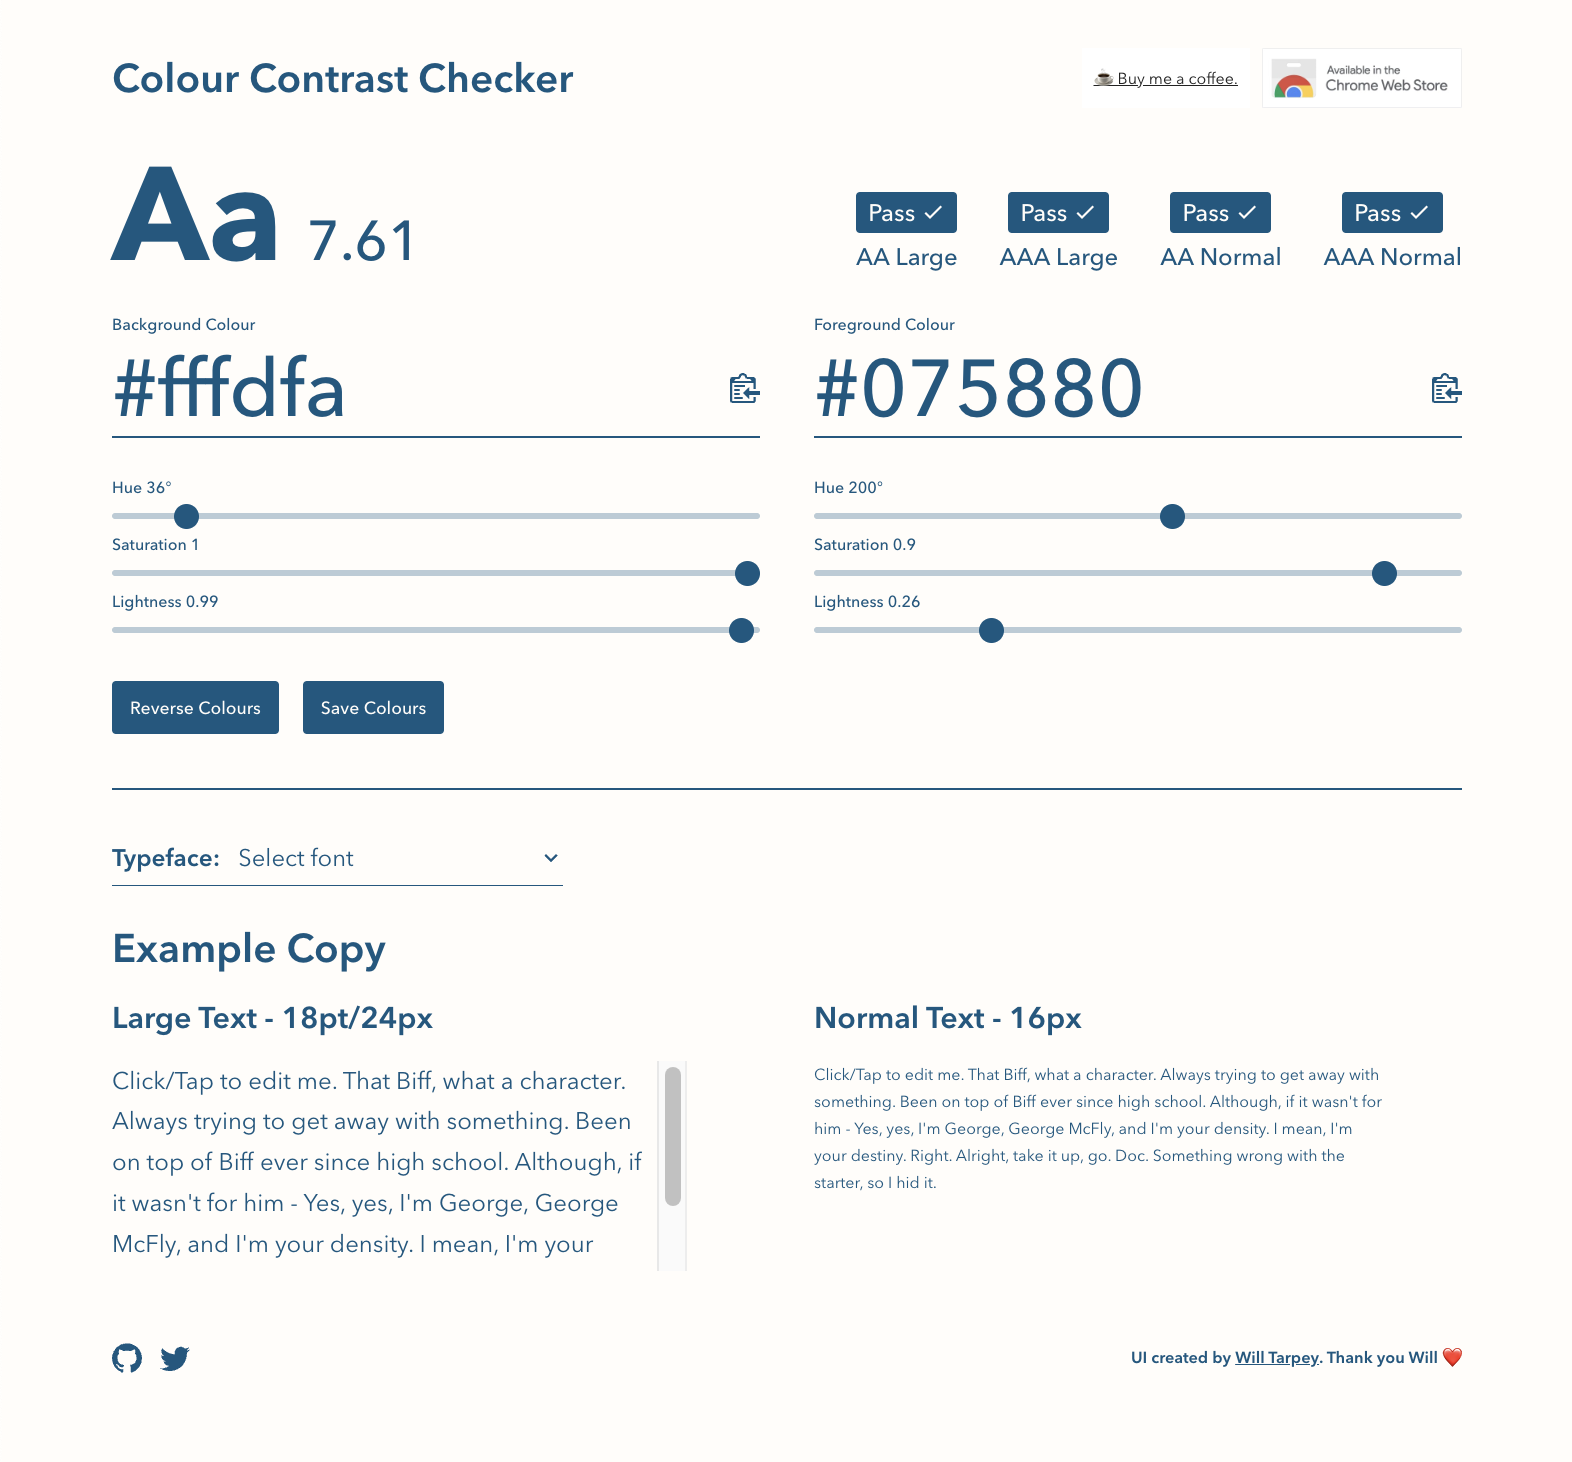 Colour Contrast Checker
☕ Buy me a coffee.
Available in the
Chrome Web Store
Aa 7.61
Pass ✓ Pass ✓ Pass ✓ Pass ✓
AA Large AAA Large AA Normal AAA Normal
Background Colour
#fffdfa
Foreground Colour
#075880
Hue 36°
Saturation 1
Lightness 0.99
Hue 200°
Saturation 0.9
Lightness 0.26
Reverse Colours Save Colours
Typeface: Select font
Example Copy
Large Text - 18pt/24px
Click/Tap to edit me. That Biff, what a character.
Always trying to get away with something. Been
on top of Biff ever since high school. Although, if
it wasn't for him - Yes, yes, I'm George, George
McFly, and I'm your density. I mean, I'm your
Normal Text - 16px
Click/Tap to edit me. That Biff, what a character. Always trying to get away with
something. Been on top of Biff ever since high school. Although, if it wasn't for
him - Yes, yes, I'm George, George McFly, and I'm your density. I mean, I'm
your destiny. Right. Alright, take it up, go. Doc. Something wrong with the
starter, so I hid it.
UI created by Will Tarpey. Thank you Will ❤️